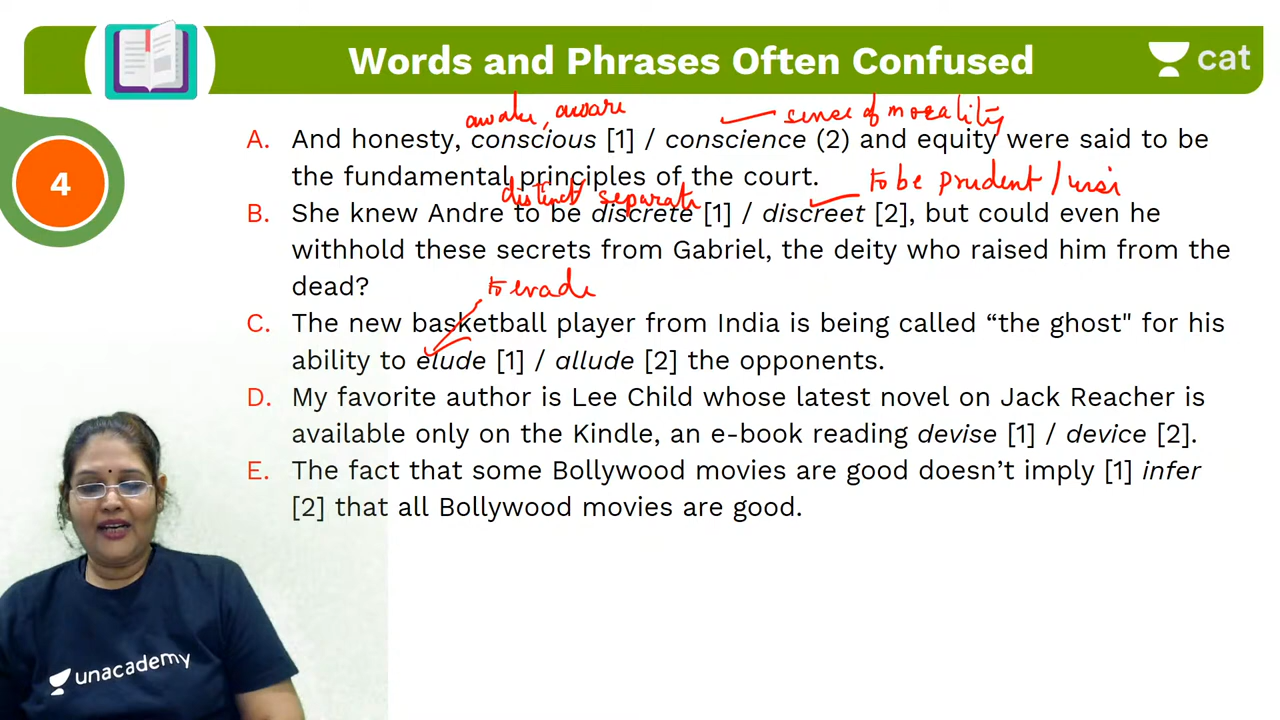 Words and Phrases Often Confused
cat
4
awake, aware
sense of morality
A. And honesty, conscious [1] / conscience (2) and equity were said to be
the fundamental principles of the court.
to be prudent / wis
distinct/ separate
B. She knew Andre to be discrete [1] / discreet [2], but could even he
withhold these secrets from Gabriel, the deity who raised him from the
dead?
to evade
C. The new basketball player from India is being called “the ghost" for his
ability to elude [1] / allude [2] the opponents.
D. My favorite author is Lee Child whose latest novel on Jack Reacher is
available only on the Kindle, an e-book reading devise [1] / device [2].
E. The fact that some Bollywood movies are good doesn’t imply [1] infer
[2] that all Bollywood movies are good.
unacademy